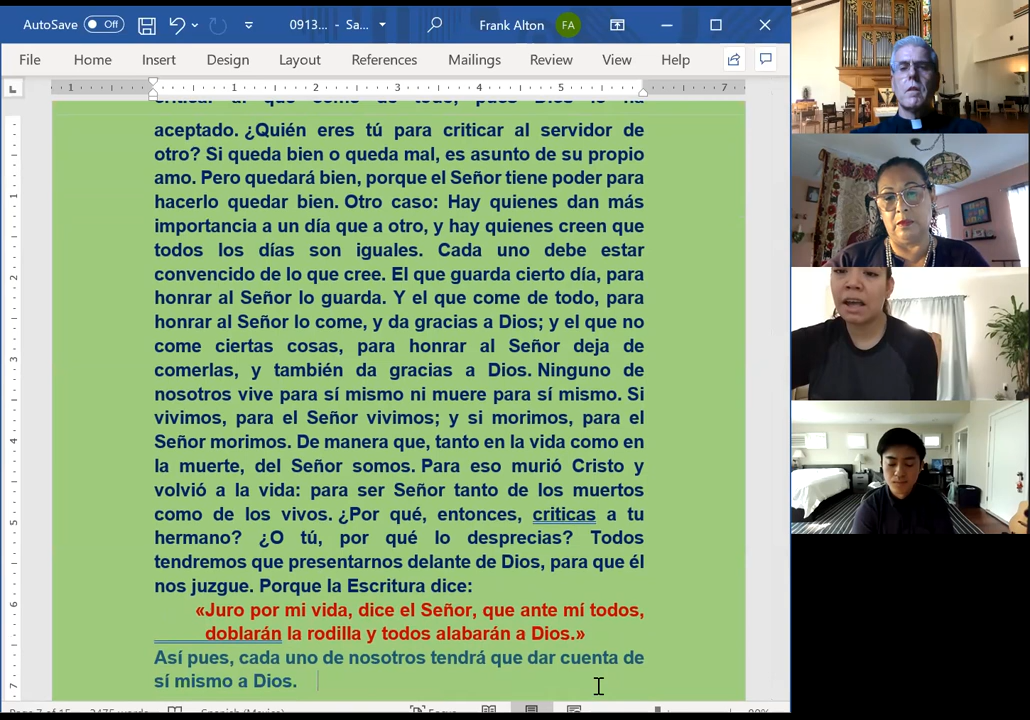 AutoSave Off 0913... - Sa... Frank Alton FA
File Home Insert Design Layout References Mailings Review View Help
1 1 2 3 4 5 7
aceptado. ¿Quién eres tú para criticar al servidor de
otro? Si queda bien o queda mal, es asunto de su propio
amo. Pero quedará bien, porque el Señor tiene poder para
hacerlo quedar bien. Otro caso: Hay quienes dan más
importancia a un día que a otro, y hay quienes creen que
todos los días son iguales. Cada uno debe estar
convencido de lo que cree. El que guarda cierto día, para
honrar al Señor lo guarda. Y el que come de todo, para
honrar al Señor lo come, y da gracias a Dios; y el que no
come ciertas cosas, para honrar al Señor deja de
comerlas, y también da gracias a Dios. Ninguno de
nosotros vive para sí mismo ni muere para sí mismo. Si
vivimos, para el Señor vivimos; y si morimos, para el
Señor morimos. De manera que, tanto en la vida como en
la muerte, del Señor somos. Para eso murió Cristo y
volvió a la vida: para ser Señor tanto de los muertos
como de los vivos. ¿Por qué, entonces, criticas a tu
hermano? ¿O tú, por qué lo desprecias? Todos
tendremos que presentarnos delante de Dios, para que él
nos juzgue. Porque la Escritura dice:
«Juro por mi vida, dice el Señor, que ante mí todos,
doblarán la rodilla y todos alabarán a Dios.»
Así pues, cada uno de nosotros tendrá que dar cuenta de
sí mismo a Dios.